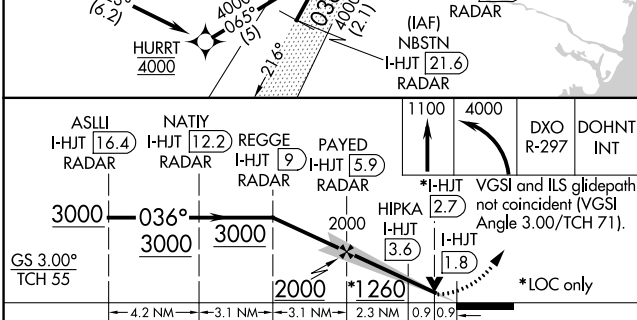 (6.2)
HURRT
4000
4000
065°
(5)
216°
4000
(2.1)
(IAF)
NBSTN
I-HJT 21.6
RADAR
RADAR
ASLLI
I-HJT 16.4
RADAR
NATIY
I-HJT 12.2
RADAR
REGGE
I-HJT 9
RADAR
PAYED
I-HJT 5.9
RADAR
1100
4000
DXO
R-297
DOHNT
INT
*I-HJT
2.7
VGSI and ILS glidepath
not coincident (VGSI
Angle 3.00/TCH 71).
HIPKA
I-HJT
3.6
I-HJT
1.8
3000
036°
3000
3000
2000
2000
*1260
GS 3.00°
TCH 55
*LOC only
4.2 NM
3.1 NM
3.1 NM
2.3 NM
0.9
0.9